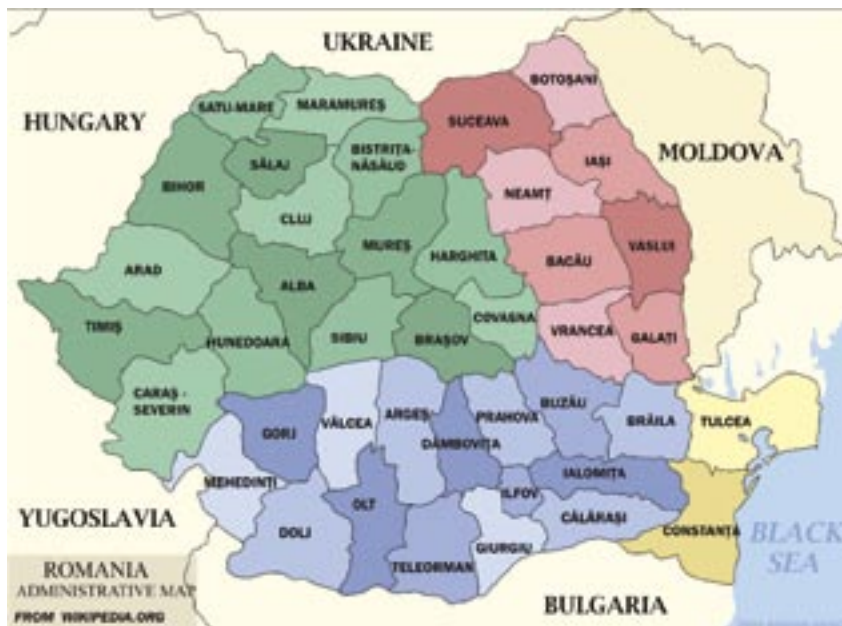 UKRAINE
BOTOȘANI
SATU-MARE
MARAMUREȘ
SUCEAVA
HUNGARY
BISTRIȚA-
NĂSĂUD
IAȘI
MOLDOVA
SĂLAJ
BIHOR
NEAMȚ
CLUJ
MUREȘ
HARGHITA
BACĂU
VASLUI
ARAD
ALBA
TIMIȘ
COVASNA
HUNEDOARA
SIBIU
BRAȘOV
VRANCEA
GALAȚI
CARAȘ -
SEVERIN
GORJ
VÂLCEA
ARGEȘ
PRAHOVA
BUZĂU
BRĂILA
TULCEA
DÂMBOVIȚA
MEHEDINȚI
IALOMIȚA
OLT
ILFOV
YUGOSLAVIA
DOLJ
CĂLĂRAȘI
CONSTANȚA
GIURGIU
TELEORMAN
BLACK
SEA
ROMANIA
ADMINISTRATIVE MAP
FROM WIKIPEDIA.ORG
BULGARIA